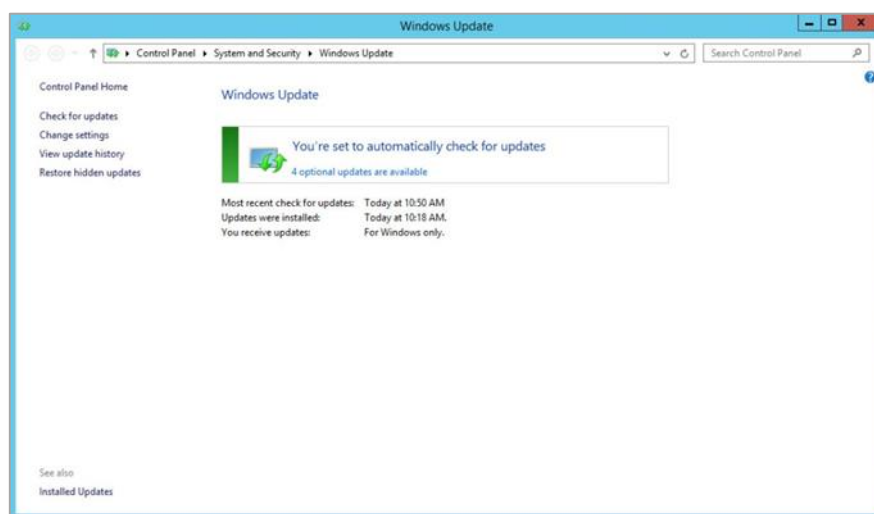 Windows Update
Control Panel ▸ System and Security ▸ Windows Update
Search Control Panel
Control Panel Home
Check for updates
Change settings
View update history
Restore hidden updates
Windows Update
You're set to automatically check for updates
4 optional updates are available
Most recent check for updates: Today at 10:50 AM
Updates were installed: Today at 10:18 AM.
You receive updates: For Windows only.
See also
Installed Updates